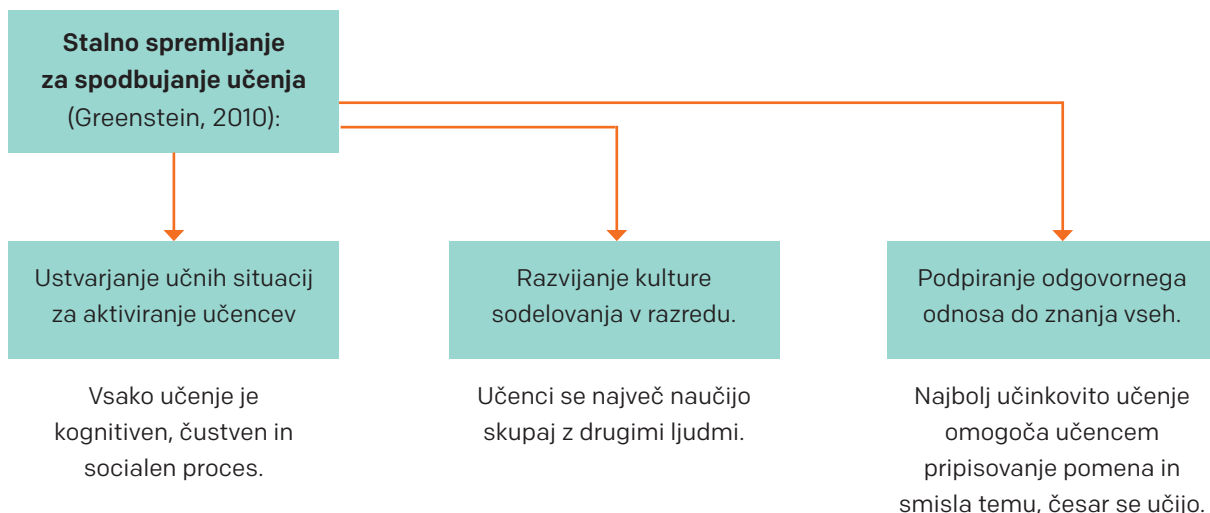 Stalno spremljanje
za spodbujanje učenja
(Greenstein, 2010):
Ustvarjanje učnih situacij
za aktiviranje učencev
Vsako učenje je
kognitiven, čustven in
socialen proces.
Razvijanje kulture
sodelovanja v razredu.
Učenci se največ naučijo
skupaj z drugimi ljudmi.
Podpiranje odgovornega
odnosa do znanja vseh.
Najbolj učinkovito učenje
omogoča učencem
pripisovanje pomena in
smisla temu, česar se učijo.